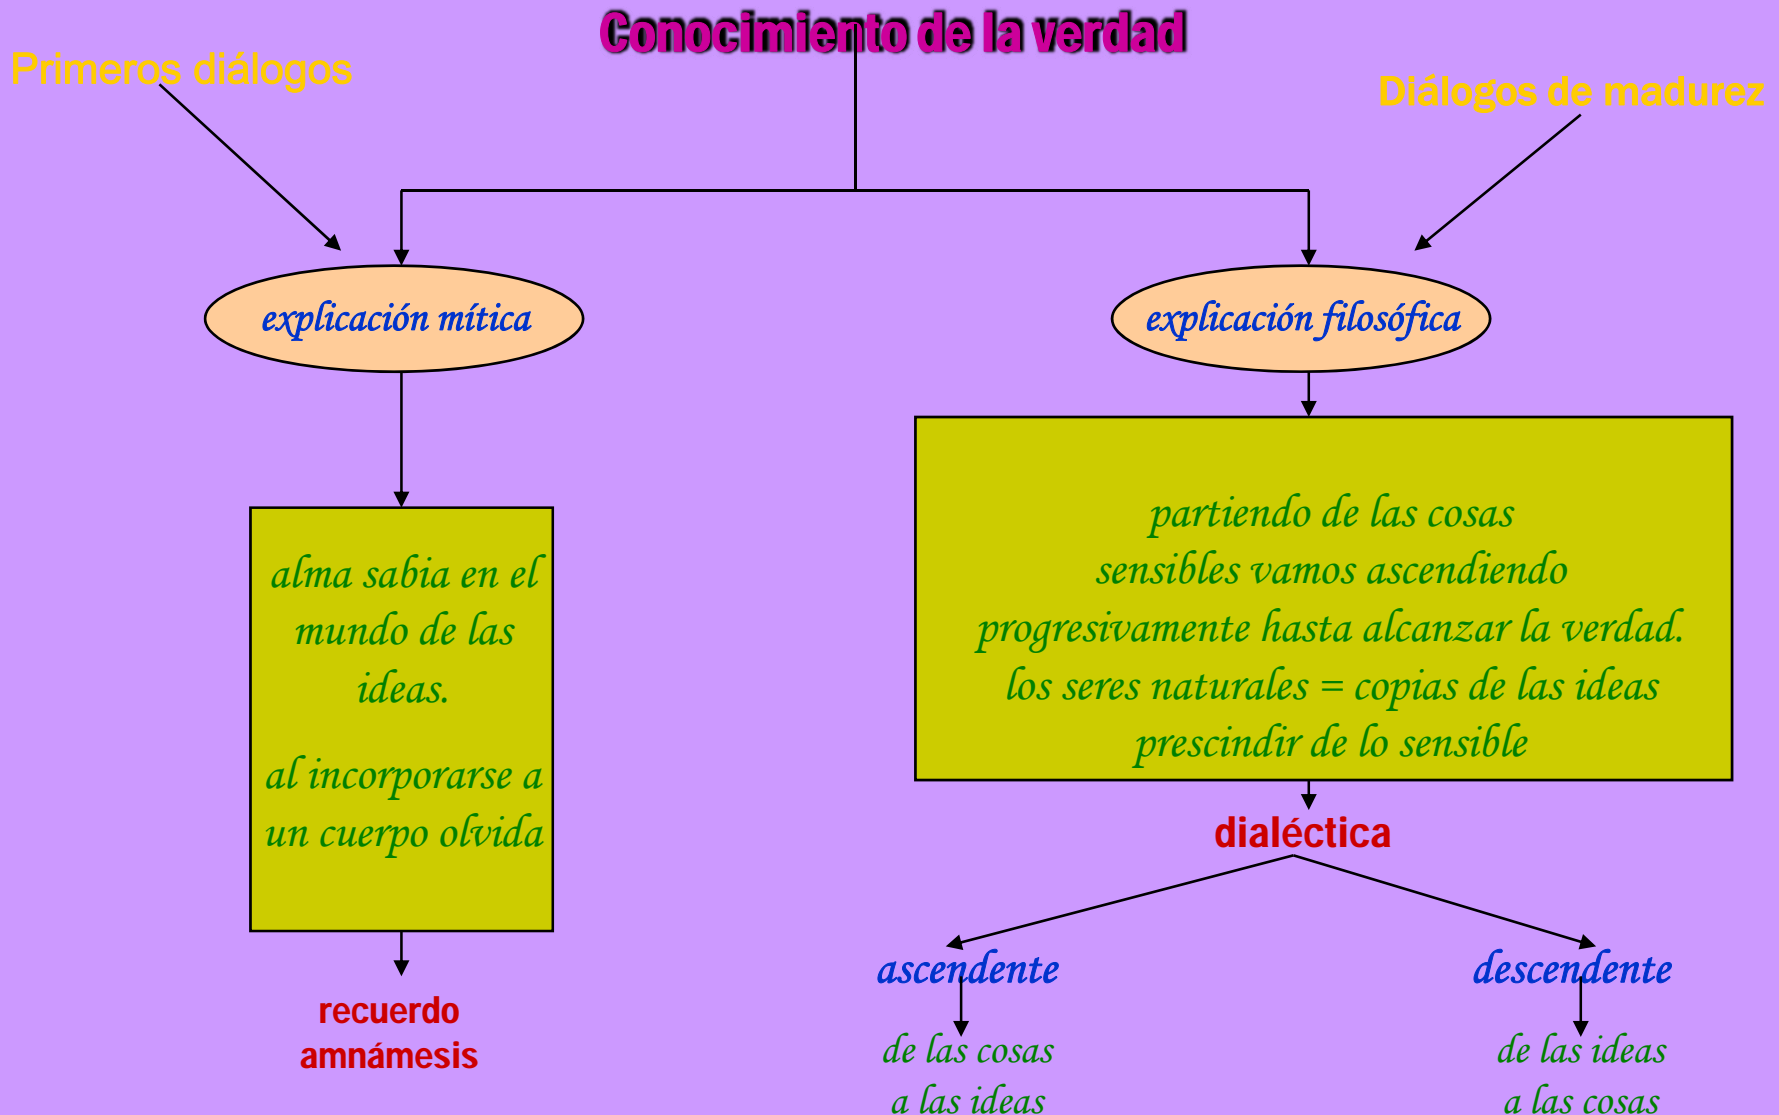 Conocimiento de la verdad
Primeros diálogos
Diálogos de madurez
explicación mítica
explicación filosófica
alma sabia en el
mundo de las
ideas.
al incorporarse a
un cuerpo olvida
recuerdo
amnámesis
partiendo de las cosas
sensibles vamos ascendiendo
progresivamente hasta alcanzar la verdad.
los seres naturales = copias de las ideas
prescindir de lo sensible
dialéctica
ascendente
de las cosas
a las ideas
descendente
de las ideas
a las cosas